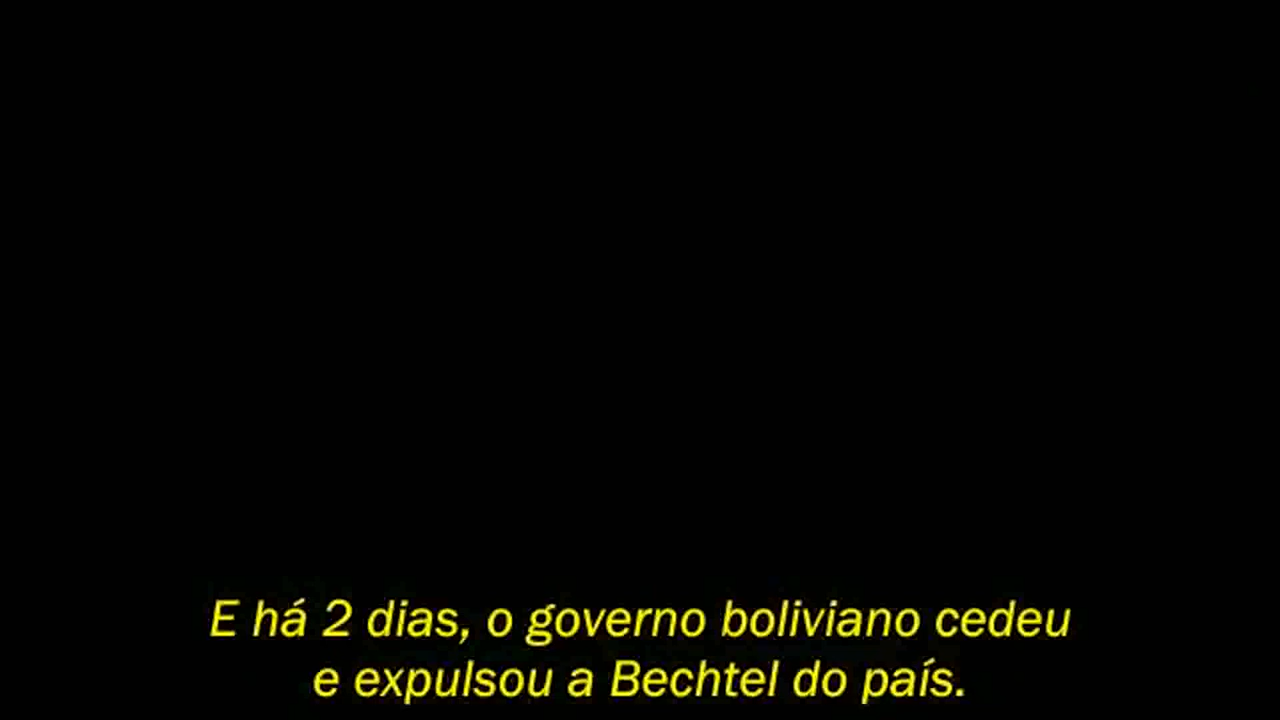 E há 2 dias, o governo boliviano cedeu
e expulsou a Bechtel do país.